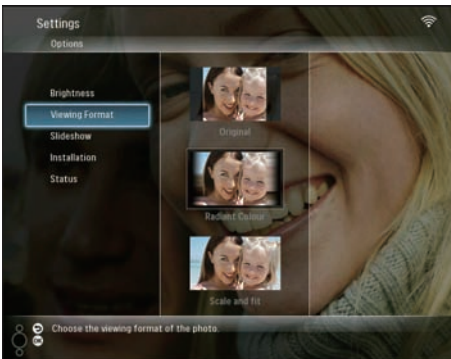 Settings
Options
Brightness
Viewing Format
Slideshow
Installation
Status
Original
Radiant Colour
Scale and fit
Choose the viewing format of the photo.
OK